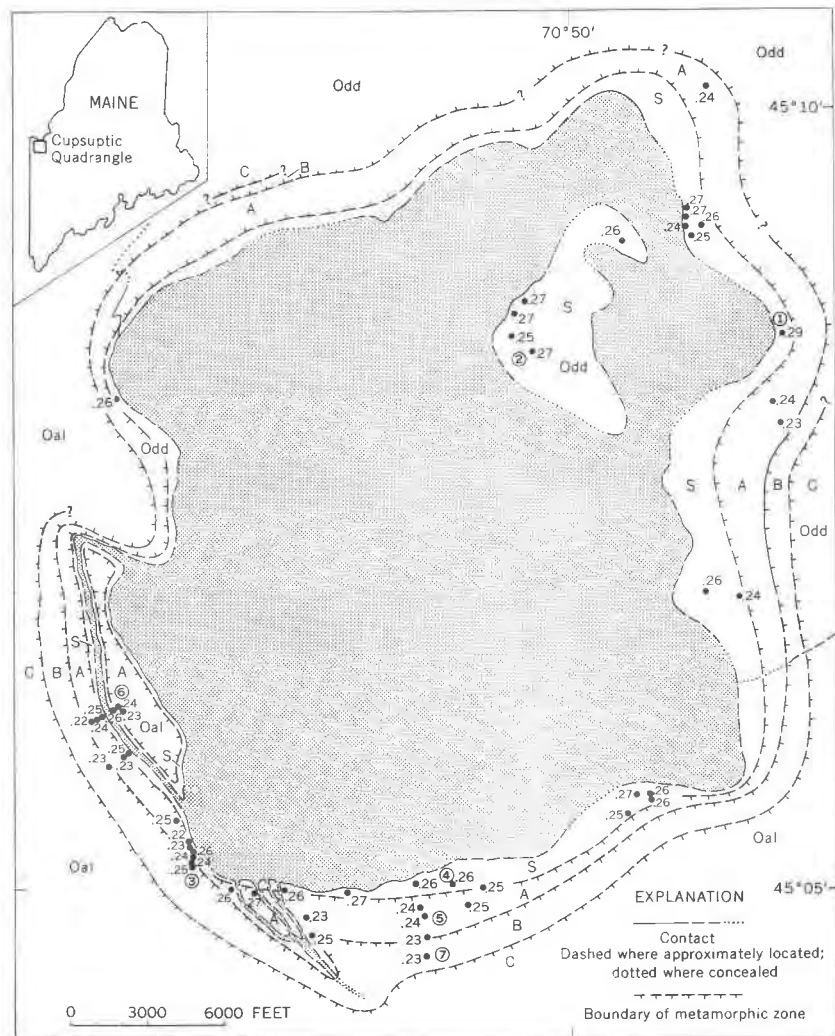 70°50'
Odd
?
A
Odd
S
.24
45°10'
MAINE
Cupsuptic
Quadrangle
?
?
C
?
B
A
.27
.27
.26
.24
.25
?
.26
.27
S
.27
.25
.27
②
Odd
①
.29
.26
.24
.23
?
Oal
Odd
S
A
B
C
Odd
?
.26
.24
S
C
B
A
A
⑥
.25
.24
.22
.26
.23
.24
Oal
.25
.23
.23
S
.27
.26
.26
.25
.25
.22
.23
.26
.24
.24
.25
③
Oal
Oal
④
S
.26
.26
.25
.26
.27
.26
.27
A
45°05'
A
.23
.25
.24
.24
⑤
.25
B
.23
.23
⑦
C
EXPLANATION
Contact
Dashed where approximately located;
dotted where concealed
Boundary of metamorphic zone
0 3000 6000 FEET